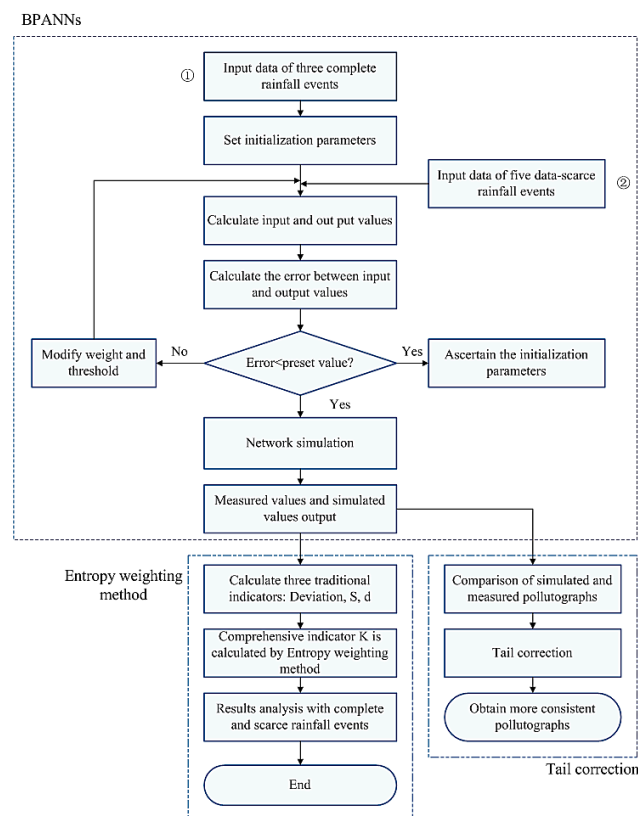 BPANNs
①
Input data of three complete
rainfall events
Set initialization parameters
Input data of five data-scarce
rainfall events
②
Calculate input and out put values
Calculate the error between input
and output values
Modify weight and
threshold
No
Error<preset value?
Yes
Ascertain the initialization
parameters
Yes
Network simulation
Measured values and simulated
values output
Entropy weighting
method
Calculate three traditional
indicators: Deviation, S, d
Comprehensive indicator K is
calculated by Entropy weighting
method
Results analysis with complete
and scarce rainfall events
End
Comparison of simulated and
measured pollutographs
Tail correction
Obtain more consistent
pollutographs
Tail correction